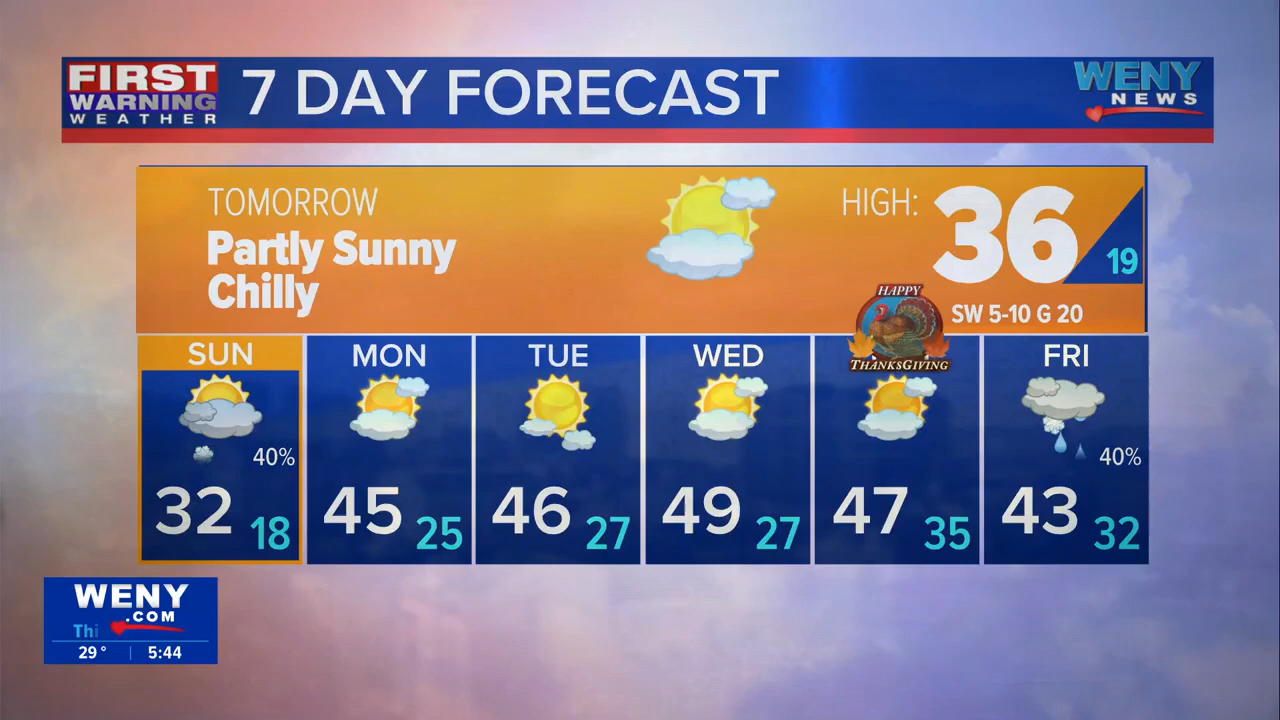 FIRST
WARNING
WEATHER
7 DAY FORECAST
WENY
NEWS
TOMORROW
Partly Sunny
Chilly
HIGH:
36
19
SW 5-10 G 20
HAPPY
THANKSGIVING
SUN
MON
TUE
WED
FRI
40%
40%
32 18
45 25
46 27
49 27
47 35
43 32
WENY
.COM
Thi
29° | 5:44